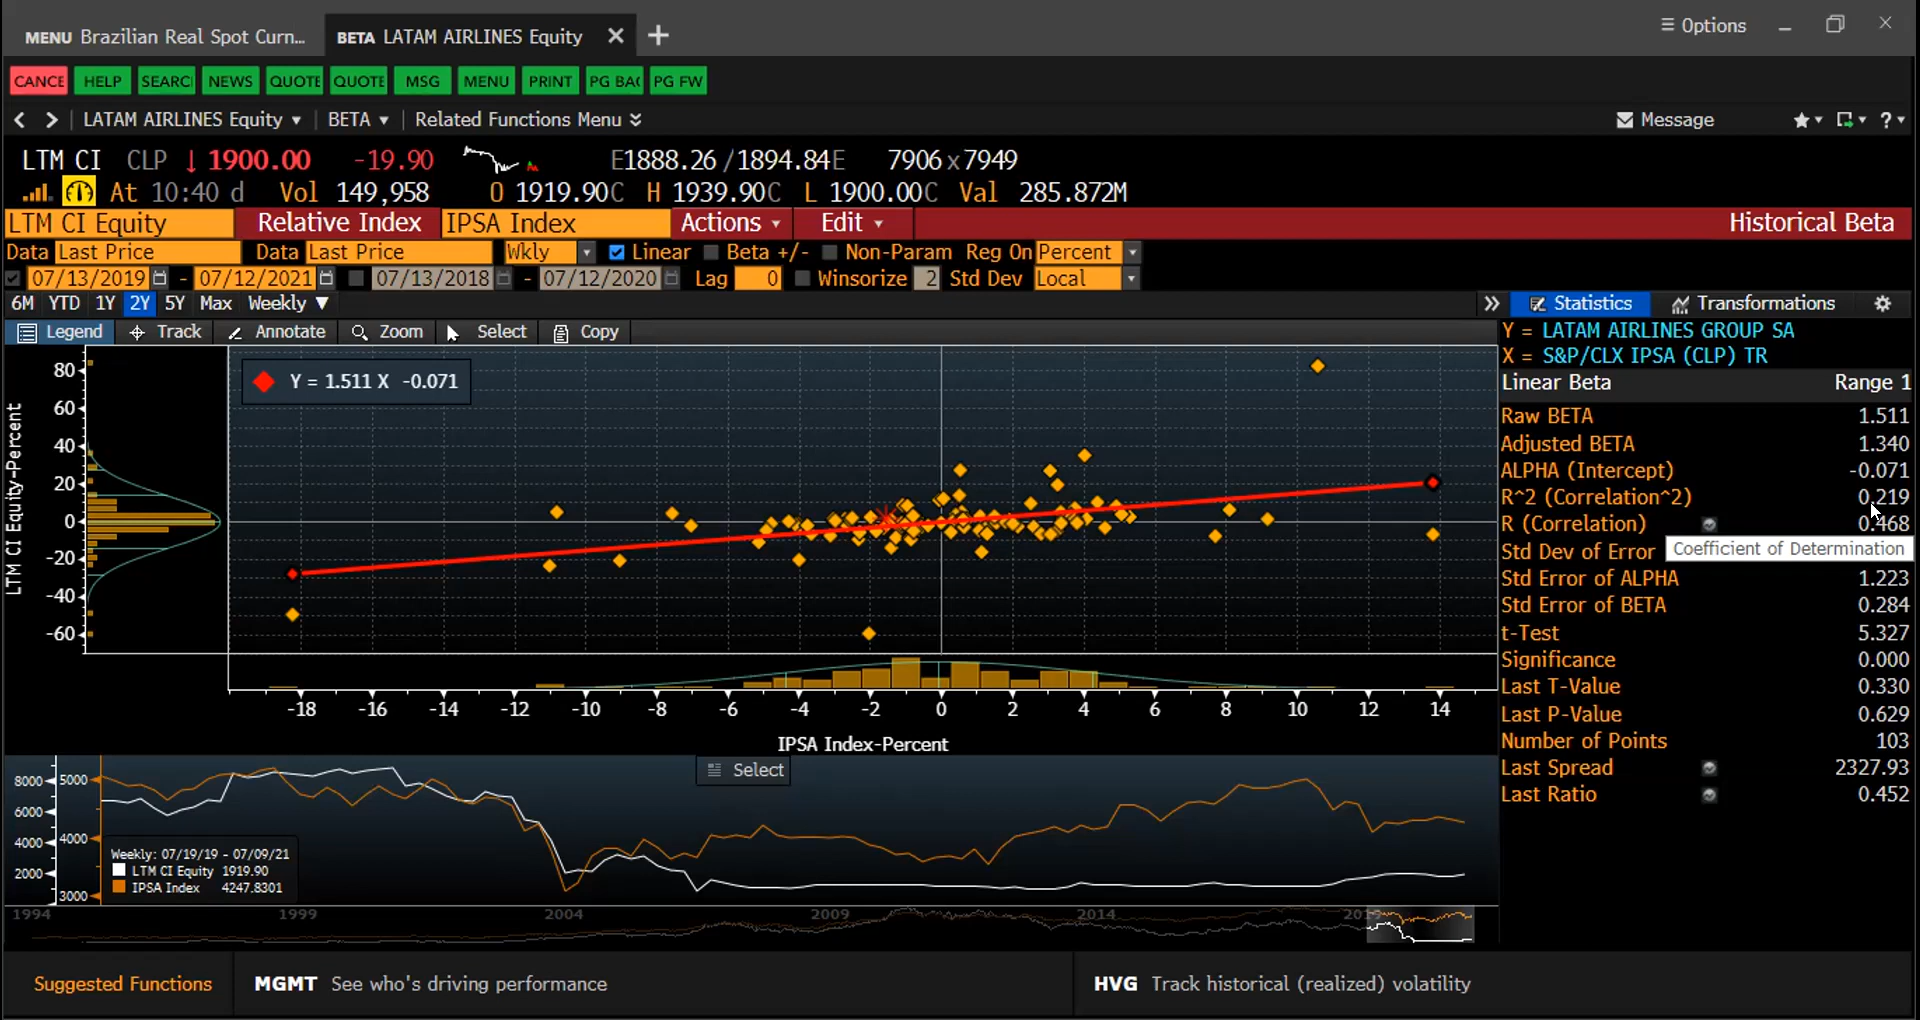 MENU Brazilian Real Spot Curn... BETA LATAM AIRLINES Equity ✕ + ☰ Options
CANCE HELP SEARC NEWS QUOTE QUOTE MSG MENU PRINT PG BA PG FW
< > LATAM AIRLINES Equity ▾ BETA ▾ Related Functions Menu Message ★ ▾ ? ▾
LTM CI CLP ↓ 1900.00 -19.90 E1888.26 /1894.84E 7906 x 7949
At 10:40 d Vol 149,958 O 1919.90C H 1939.90C L 1900.00C Val 285.872M
LTM CI Equity Relative Index IPSA Index Actions ▾ Edit ▾ Historical Beta
Data Last Price Data Last Price Wkly Linear Beta +/- Non-Param Reg On Percent
07/13/2019 - 07/12/2021 07/13/2018 - 07/12/2020 Lag 0 Winsorize 2 Std Dev Local
6M YTD 1Y 2Y 5Y Max Weekly ▼ » Statistics Transformations
Legend Track Annotate Zoom Select Copy
Y = 1.511 X -0.071
LTM CI Equity-Percent
80
60
40
20
0
-20
-40
-60
-18 -16 -14 -12 -10 -8 -6 -4 -2 0 2 4 6 8 10 12 14
IPSA Index-Percent
Y = LATAM AIRLINES GROUP SA
X = S&P/CLX IPSA (CLP) TR
Linear Beta Range 1
Raw BETA 1.511
Adjusted BETA 1.340
ALPHA (Intercept) -0.071
R^2 (Correlation^2) 0.219
R (Correlation) 0.468
Std Dev of Error Coefficient of Determination
Std Error of ALPHA 1.223
Std Error of BETA 0.284
t-Test 5.327
Significance 0.000
Last T-Value 0.330
Last P-Value 0.629
Number of Points 103
Last Spread 2327.93
Last Ratio 0.452
Select
8000 5000
6000
4000 4000
2000
3000
Weekly: 07/19/19 - 07/09/21
LTM CI Equity 1919.90
IPSA Index 4247.8301
1994 1999 2004 2009 2014
Suggested Functions MGMT See who's driving performance HVG Track historical (realized) volatility